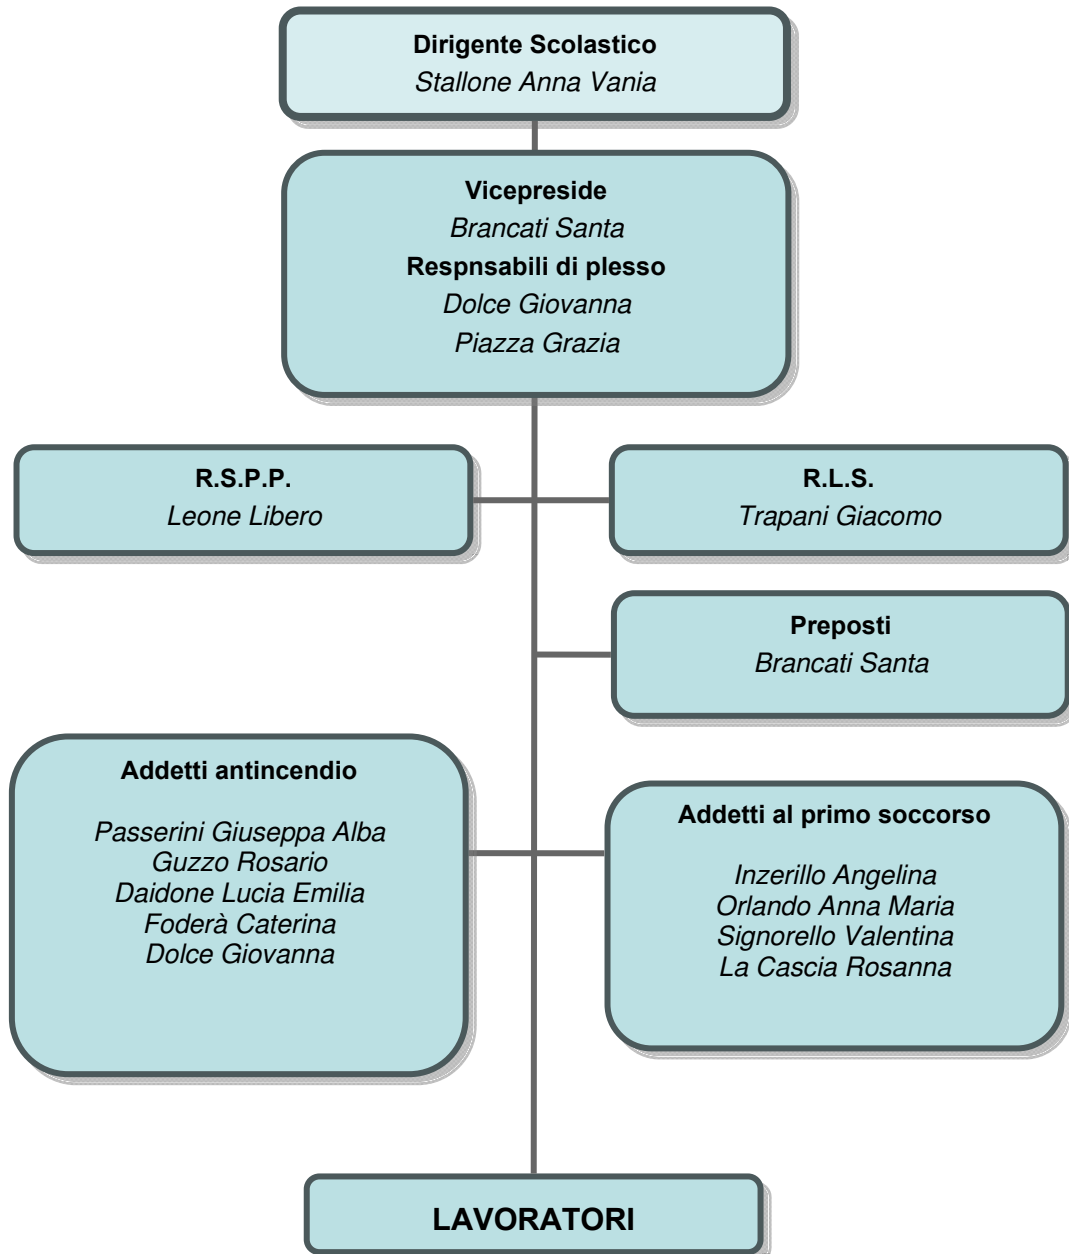 Dirigente Scolastico
Stallone Anna Vania
Vicepreside
Brancati Santa
Respnsabili di plesso
Dolce Giovanna
Piazza Grazia
R.S.P.P.
Leone Libero
R.L.S.
Trapani Giacomo
Preposti
Brancati Santa
Addetti antincendio
Passerini Giuseppa Alba
Guzzo Rosario
Daidone Lucia Emilia
Foderà Caterina
Dolce Giovanna
Addetti al primo soccorso
Inzerillo Angelina
Orlando Anna Maria
Signorello Valentina
La Cascia Rosanna
LAVORATORI